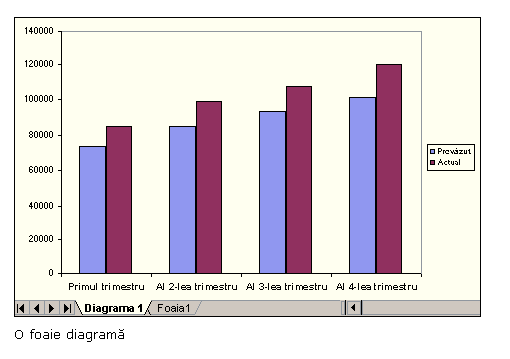 140000
120000
100000
80000
60000
40000
20000
0
Prevăzut
Actual
Primul trimestru Al 2-lea trimestru Al 3-lea trimestru Al 4-lea trimestru
Diagrama 1 Foaia1
O foaie diagramă